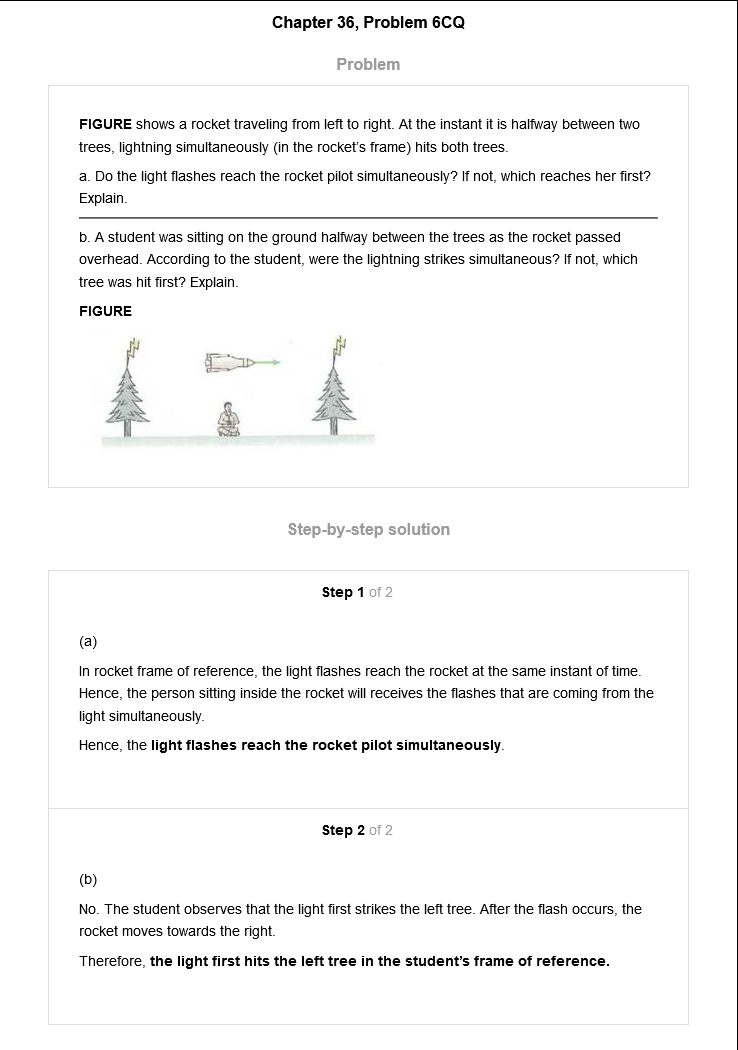 Chapter 36, Problem 6CQ
Problem
FIGURE shows a rocket traveling from left to right. At the instant it is halfway between two
trees, lightning simultaneously (in the rocket's frame) hits both trees.
a. Do the light flashes reach the rocket pilot simultaneously? If not, which reaches her first?
Explain.
b. A student was sitting on the ground halfway between the trees as the rocket passed
overhead. According to the student, were the lightning strikes simultaneous? If not, which
tree was hit first? Explain.
FIGURE
Step-by-step solution
Step 1 of 2
(a)
In rocket frame of reference, the light flashes reach the rocket at the same instant of time.
Hence, the person sitting inside the rocket will receives the flashes that are coming from the
light simultaneously.
Hence, the light flashes reach the rocket pilot simultaneously.
Step 2 of 2
(b)
No. The student observes that the light first strikes the left tree. After the flash occurs, the
rocket moves towards the right.
Therefore, the light first hits the left tree in the student's frame of reference.